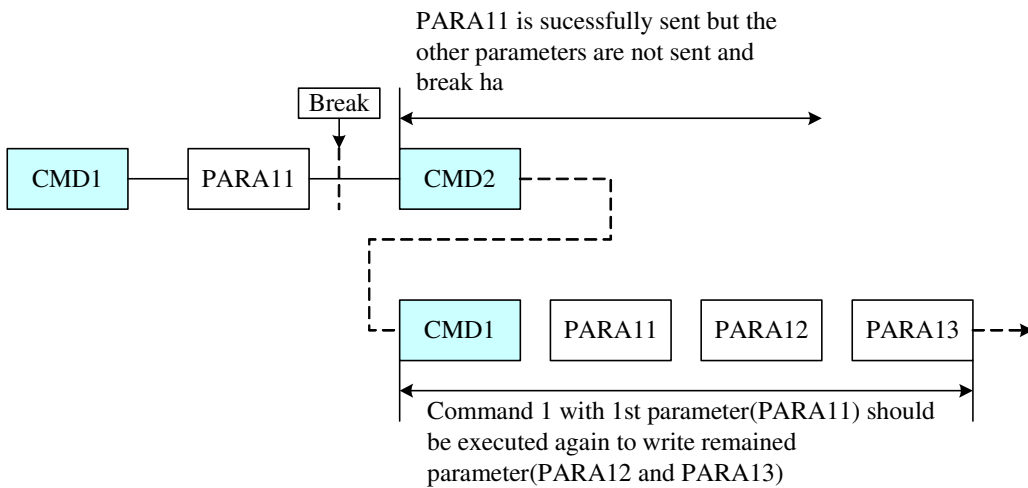 PARA11 is sucessfully sent but the
other parameters are not sent and
break ha
Break
CMD1
PARA11
CMD2
CMD1
PARA11
PARA12
PARA13
Command 1 with 1st parameter(PARA11) should
be executed again to write remained
parameter(PARA12 and PARA13)